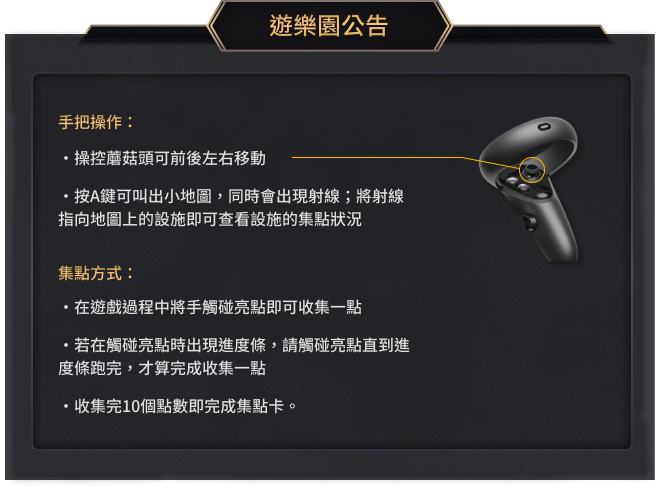 遊樂園公告
手把操作：
・操控蘑菇頭可前後左右移動
・按A鍵可叫出小地圖，同時會出現射線；將射線
指向地圖上的設施即可查看設施的集點狀況
集點方式：
・在遊戲過程中將手觸碰亮點即可收集一點
・若在觸碰亮點時出現進度條，請觸碰亮點直到進
度條跑完，才算完成收集一點
・收集完10個點數即完成集點卡。